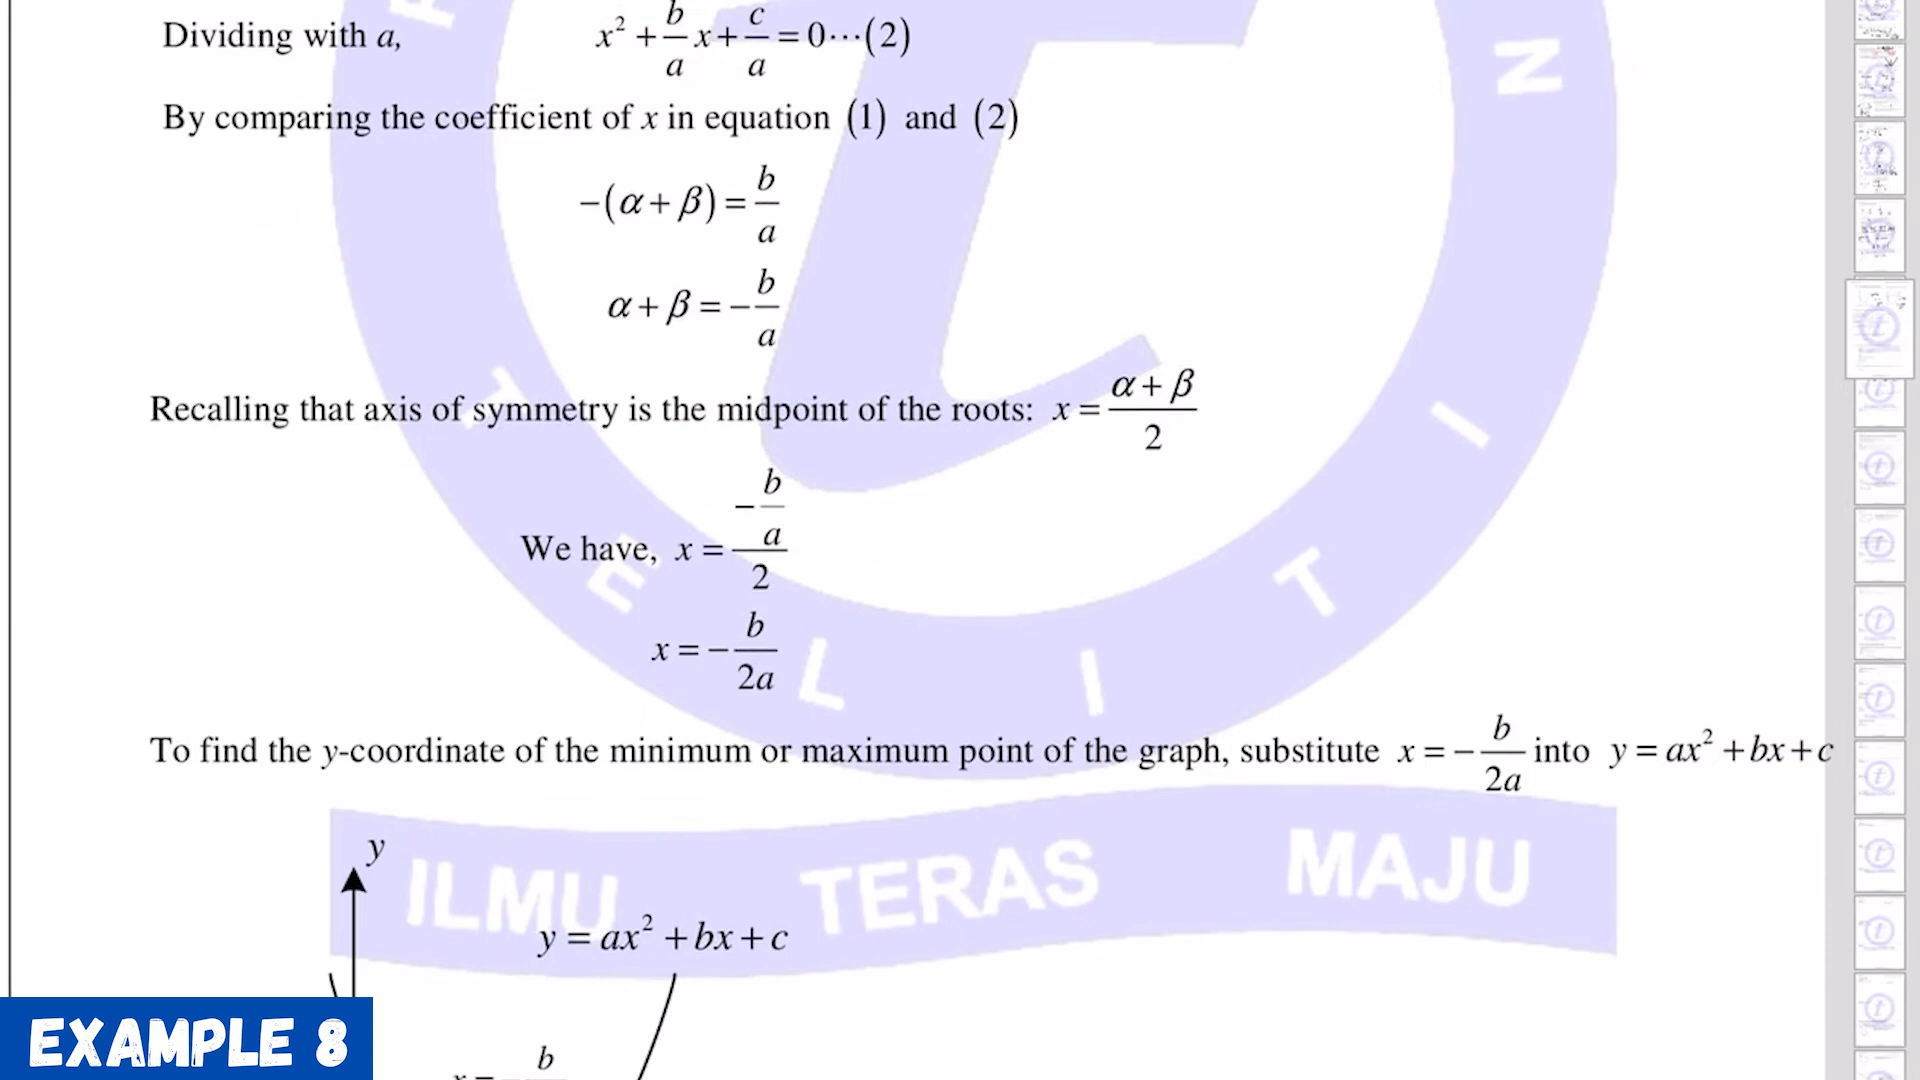 Dividing with a, x² + b/a x + c/a = 0⋯(2)
By comparing the coefficient of x in equation (1) and (2)
−(α + β) = b/a
α + β = −b/a
Recalling that axis of symmetry is the midpoint of the roots: x = (α + β)/2
We have, x = (−b/a)/2
x = −b/2a
To find the y-coordinate of the minimum or maximum point of the graph, substitute x = −b/2a into y = ax² + bx + c
y
y = ax² + bx + c
b
EXAMPLE 8
N
T
E
L
I
T
I
ILMU TERAS MAJU